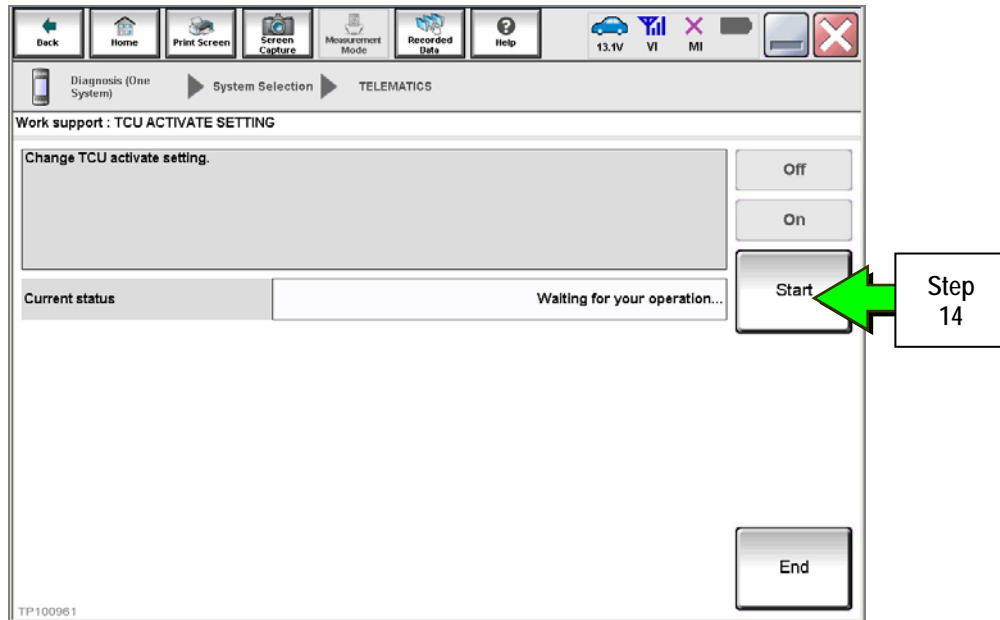 Back
Home
Print Screen
Screen
Capture
Measurement
Mode
Recorded
Data
Help
13.1V
VI
MI
Diagnosis (One
System)
System Selection
TELEMATICS
Work support : TCU ACTIVATE SETTING
Change TCU activate setting.
Off
On
Current status
Waiting for your operation...
Start
Step
14
End
TP100961